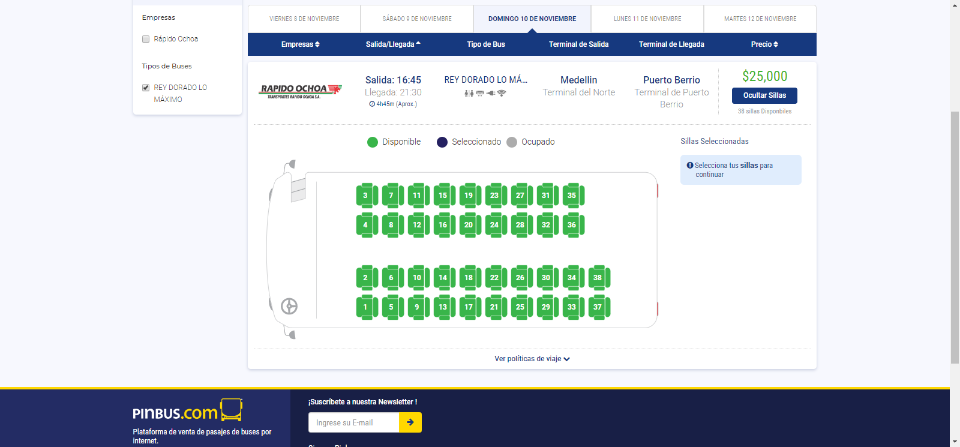 Empresas
Rápido Ochoa
Tipos de Buses
REY DORADO LO
MÁXIMO
VIERNES 8 DE NOVIEMBRE
SÁBADO 9 DE NOVIEMBRE
DOMINGO 10 DE NOVIEMBRE
LUNES 11 DE NOVIEMBRE
MARTES 12 DE NOVIEMBRE
Empresas
Salida/Llegada
Tipo de Bus
Terminal de Salida
Terminal de Llegada
Precio
RAPIDO OCHOA
Salida: 16:45
Llegada: 21:30
4h45m (Aprox.)
REY DORADO LO MÁ...
Medellin
Terminal del Norte
Puerto Berrio
Terminal de Puerto
Berrio
$25,000
Ocultar Sillas
38 sillas Disponibles
Disponible
Seleccionado
Ocupado
Sillas Seleccionadas
Selecciona tus sillas para
continuar
3 7 11 15 19 23 27 31 35
4 8 12 16 20 24 28 32 36
2 6 10 14 18 22 26 30 34 38
1 5 9 13 17 21 25 29 33 37
Ver políticas de viaje
PINBUS.com
Plataforma de venta de pasajes de buses por
internet.
¡Suscríbete a nuestra Newsletter !
Ingrese su E-mail